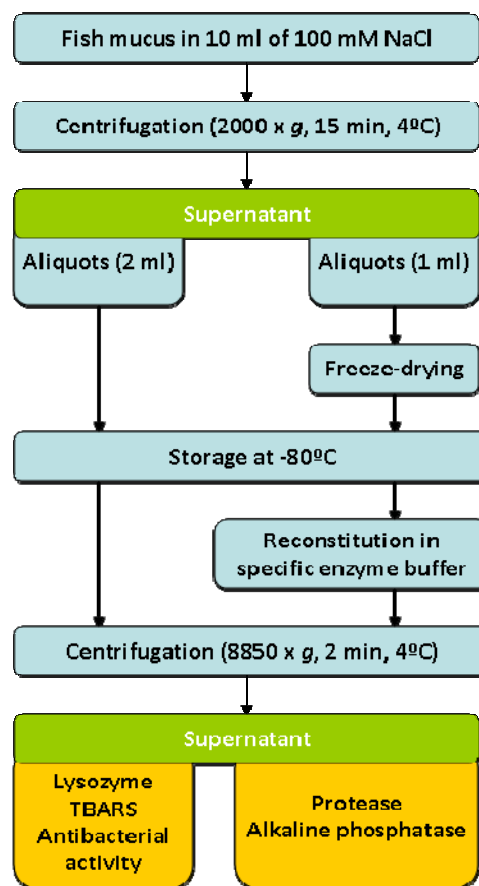 Fish mucus in 10 ml of 100 mM NaCl
Centrifugation (2000 x g, 15 min, 4ºC)
Supernatant
Aliquots (2 ml)
Aliquots (1 ml)
Freeze-drying
Storage at -80ºC
Reconstitution in
specific enzyme buffer
Centrifugation (8850 x g, 2 min, 4ºC)
Supernatant
Lysozyme
TBARS
Antibacterial
activity
Protease
Alkaline phosphatase